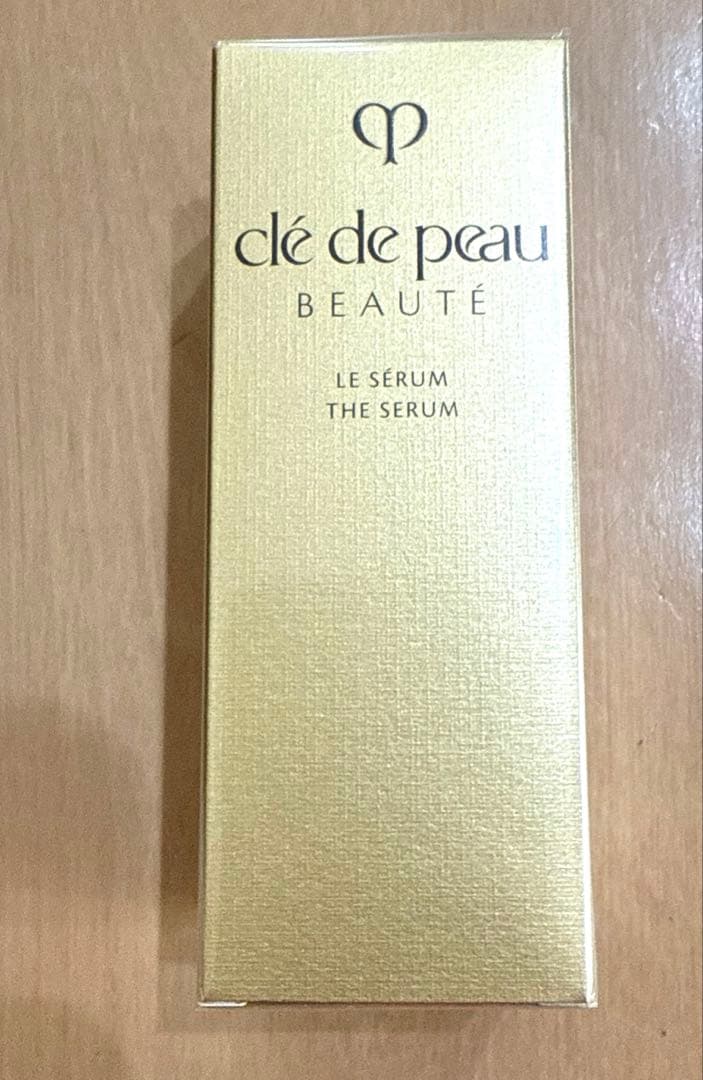 clé de peau
BEAUTÉ
LE SÉRUM
THE SERUM